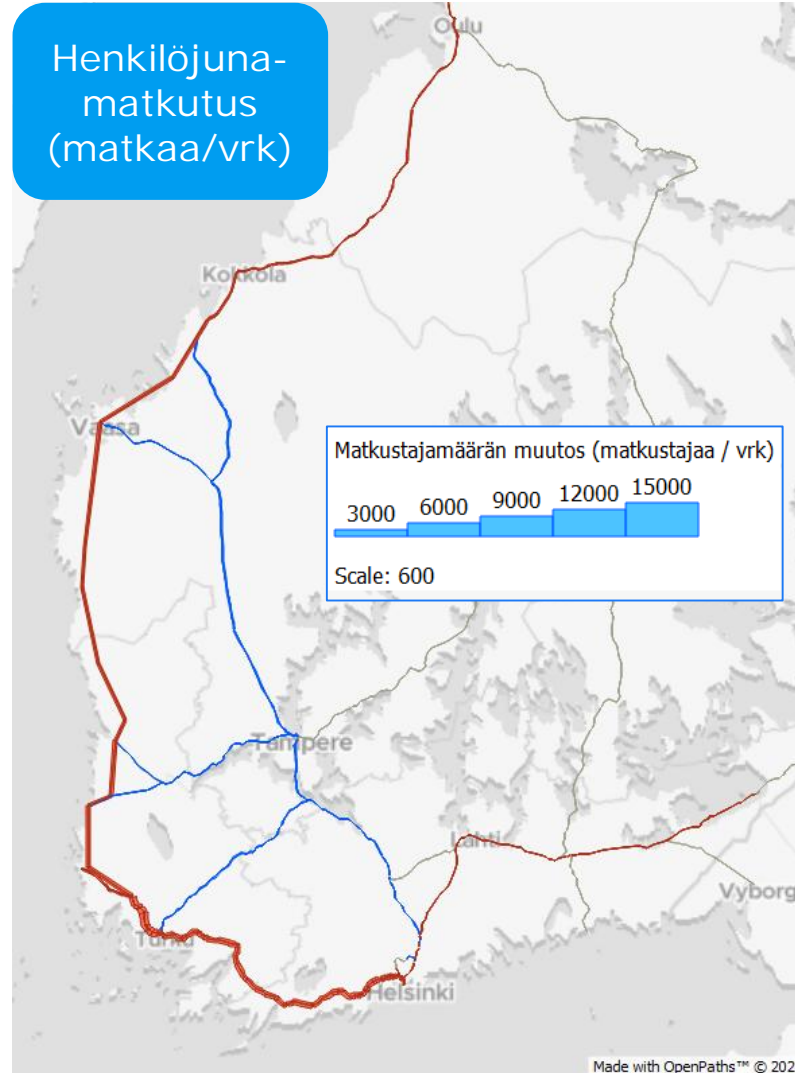 Henkilöjuna-
matkutus
(matkaa/vrk)
Oulu
Kokkola
Vaasa
Matkustajamäärän muutos (matkustajaa / vrk)
3000 6000 9000 12000 15000
Scale: 600
Tampere
Lahti
Vyborg
Turku
Helsinki
Made with OpenPaths™ © 202